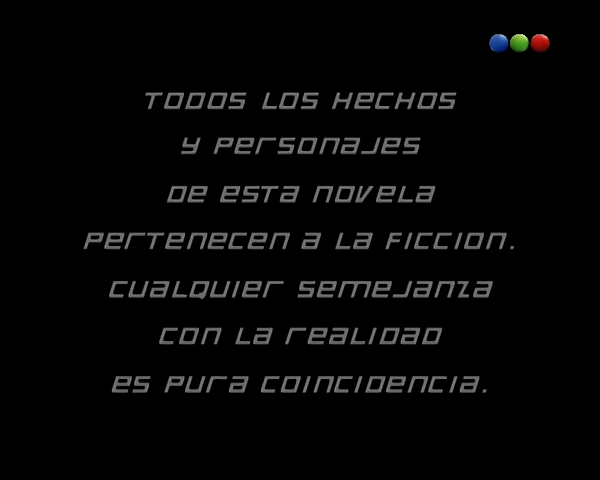 TODOS LOS HECHOS
Y PERSONAJES
DE ESTA NOVELA
PERTENECEN A LA FICCION.
CUALQUIER SEMEJANZA
CON LA REALIDAD
ES PURA COINCIDENCIA.